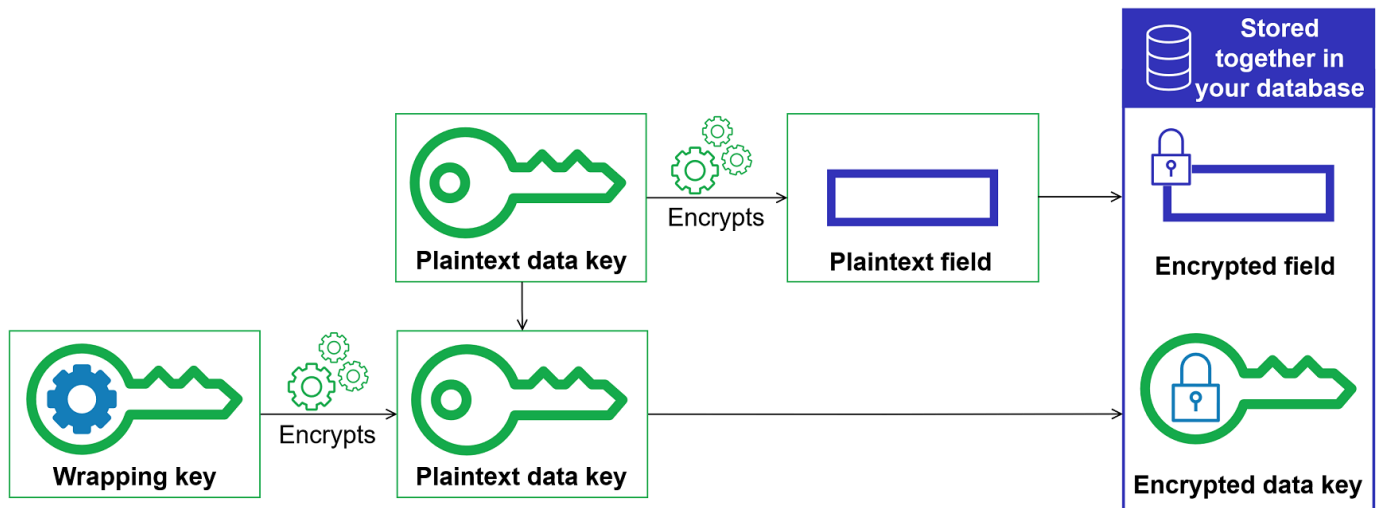 Stored
together in
your database
Encrypts
Plaintext data key
Plaintext field
Encrypted field
Encrypts
Wrapping key
Plaintext data key
Encrypted data key